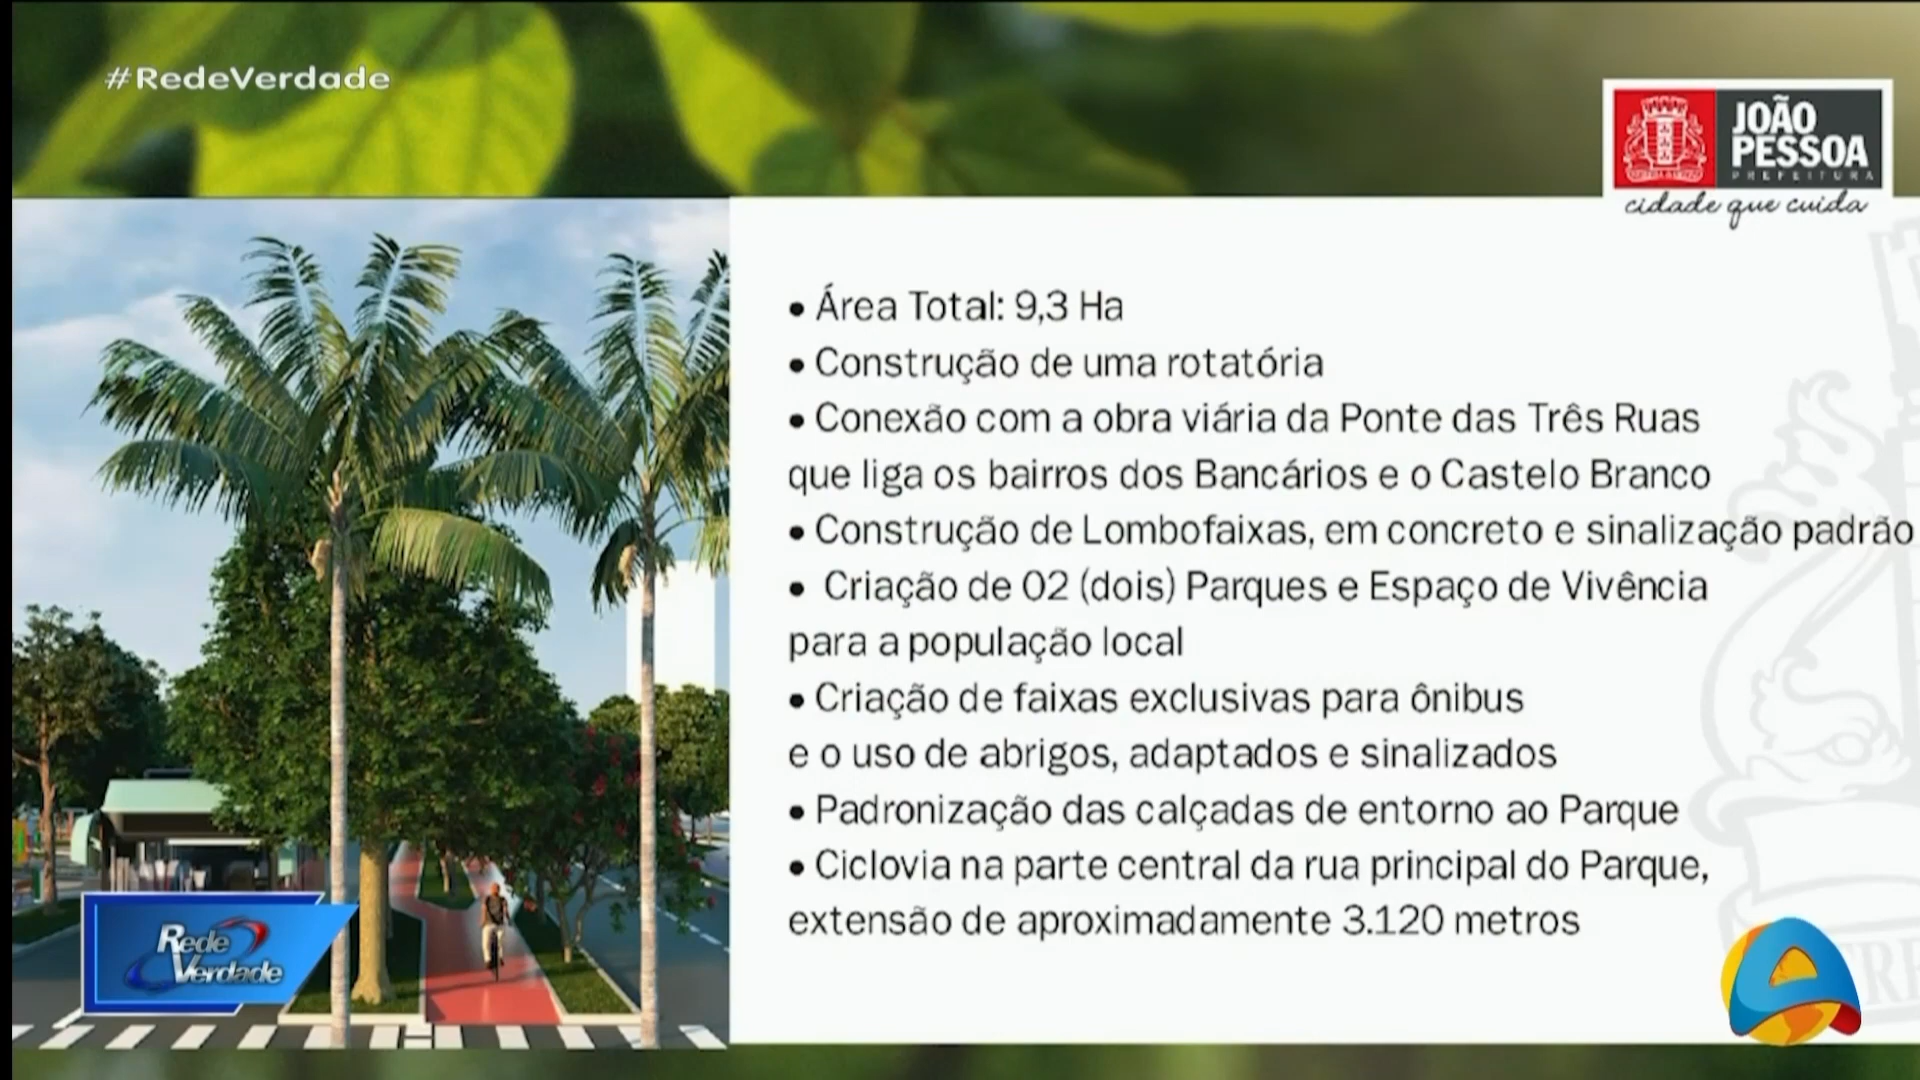 #RedeVerdade
JOÃO
PESSOA
PREFEITURA
cidade que cuida
• Área Total: 9,3 Ha
• Construção de uma rotatória
• Conexão com a obra viária da Ponte das Três Ruas
que liga os bairros dos Bancários e o Castelo Branco
• Construção de Lombofaixas, em concreto e sinalização padrão
• Criação de 02 (dois) Parques e Espaço de Vivência
para a população local
• Criação de faixas exclusivas para ônibus
e o uso de abrigos, adaptados e sinalizados
• Padronização das calçadas de entorno ao Parque
• Ciclovia na parte central da rua principal do Parque,
extensão de aproximadamente 3.120 metros
Rede
Verdade